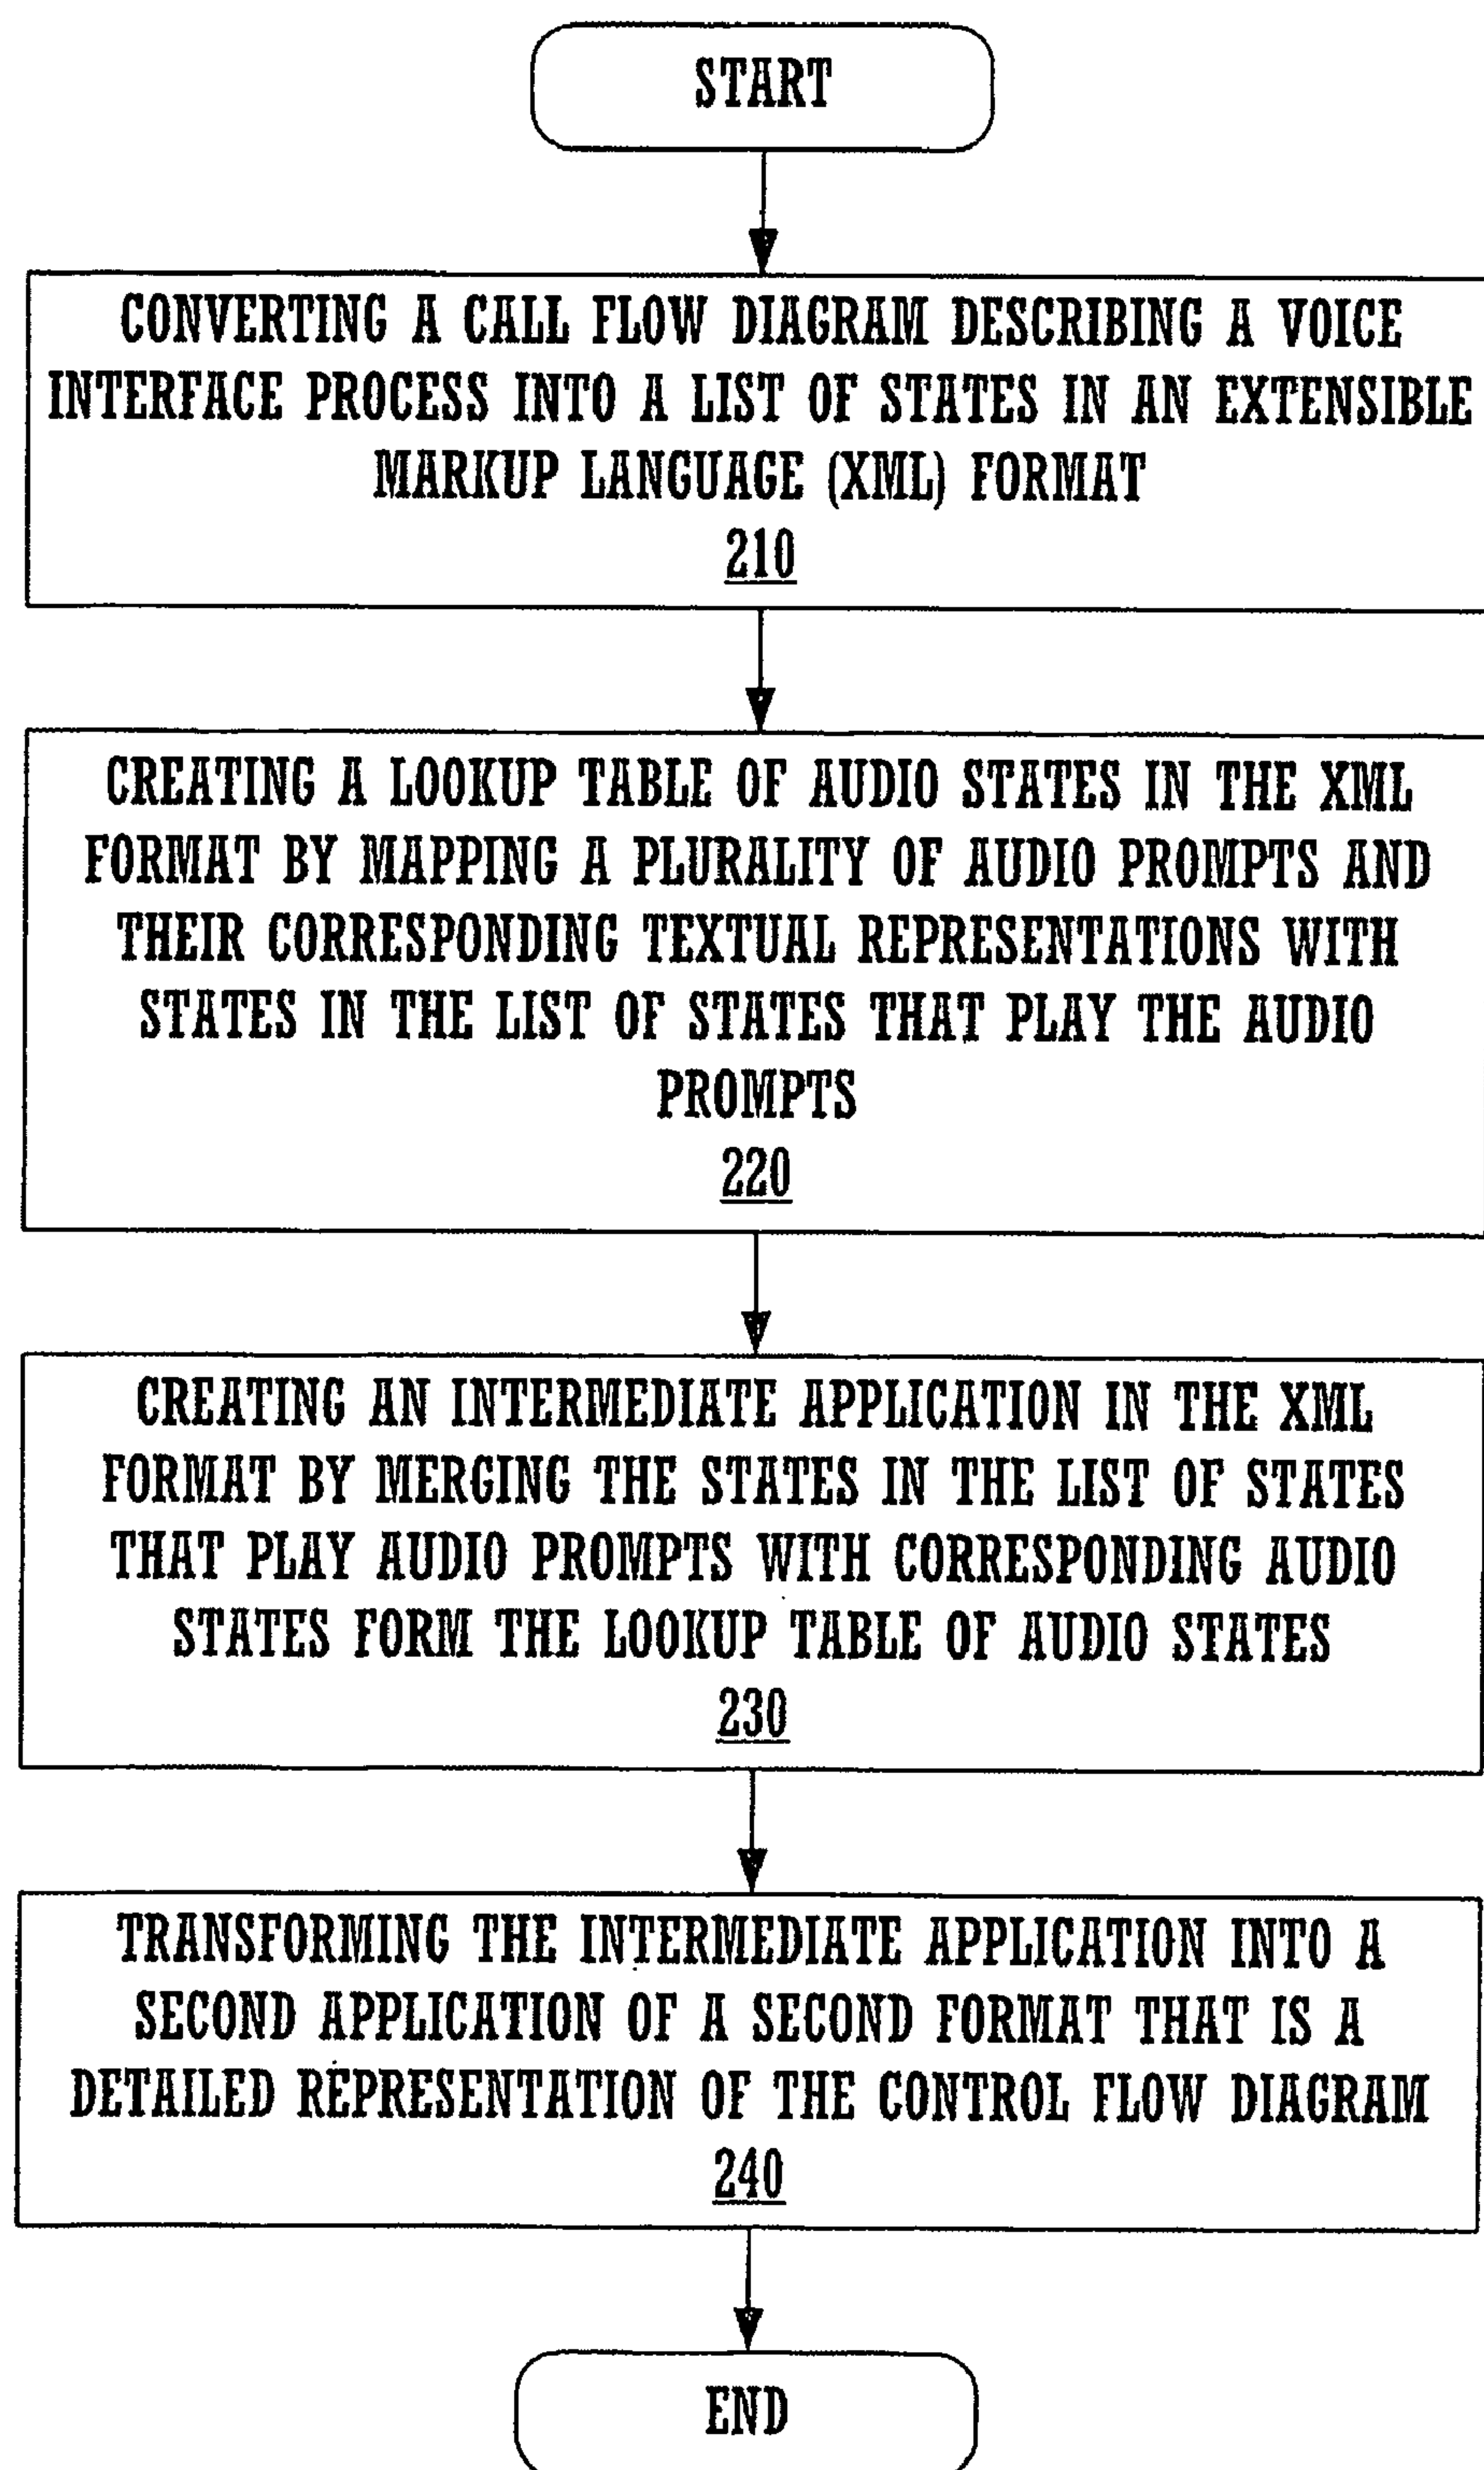 START
CONVERTING A CALL FLOW DIAGRAM DESCRIBING A VOICE
INTERFACE PROCESS INTO A LIST OF STATES IN AN EXTENSIBLE
MARKUP LANGUAGE (XML) FORMAT
210
CREATING A LOOKUP TABLE OF AUDIO STATES IN THE XML
FORMAT BY MAPPING A PLURALITY OF AUDIO PROMPTS AND
THEIR CORRESPONDING TEXTUAL REPRESENTATIONS WITH
STATES IN THE LIST OF STATES THAT PLAY THE AUDIO
PROMPTS
220
CREATING AN INTERMEDIATE APPLICATION IN THE XML
FORMAT BY MERGING THE STATES IN THE LIST OF STATES
THAT PLAY AUDIO PROMPTS WITH CORRESPONDING AUDIO
STATES FORM THE LOOKUP TABLE OF AUDIO STATES
230
TRANSFORMING THE INTERMEDIATE APPLICATION INTO A
SECOND APPLICATION OF A SECOND FORMAT THAT IS A
DETAILED REPRESENTATION OF THE CONTROL FLOW DIAGRAM
240
END